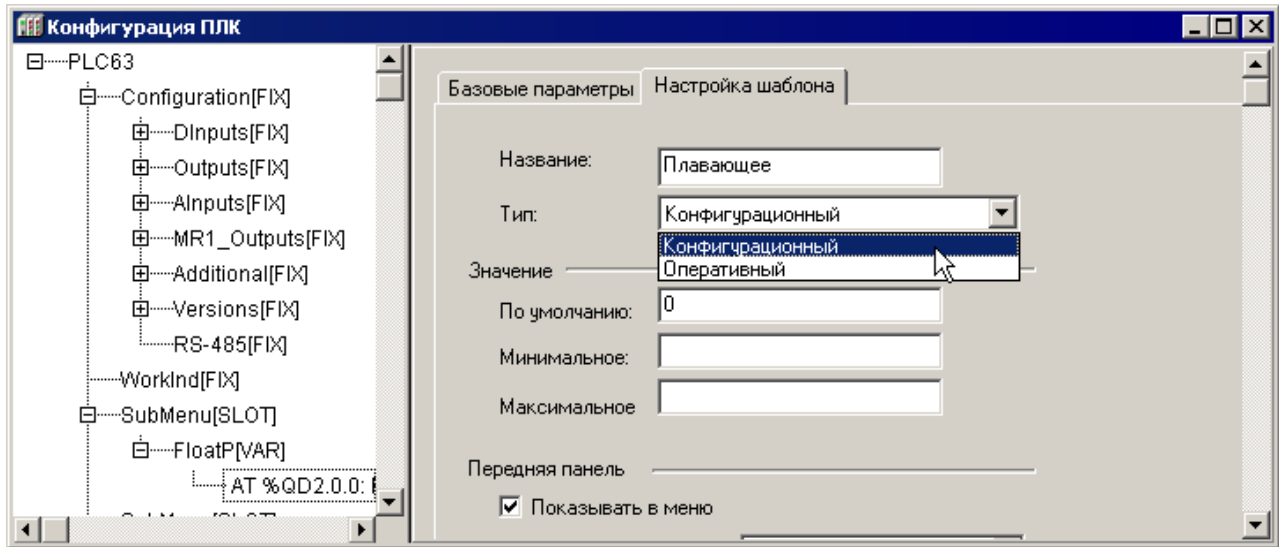 Конфигурация ПЛК
PLC63
Configuration[FIX]
DInputs[FIX]
Outputs[FIX]
AInputs[FIX]
MR1_Outputs[FIX]
Additional[FIX]
Versions[FIX]
RS-485[FIX]
WorkInd[FIX]
SubMenu[SLOT]
FloatP[VAR]
AT %QD2.0.0:
Базовые параметры
Настройка шаблона
Название:
Плавающее
Тип:
Конфигурационный
Конфигурационный
Оперативный
Значение
По умолчанию:
0
Минимальное:
Максимальное
Передняя панель
Показывать в меню